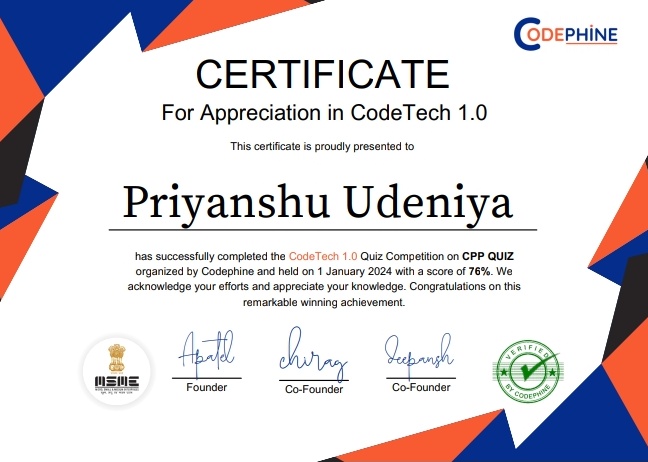 CODEPHINE
CERTIFICATE
For Appreciation in CodeTech 1.0
This certificate is proudly presented to
Priyanshu Udeniya
has successfully completed the CodeTech 1.0 Quiz Competition on CPP QUIZ
organized by Codephine and held on 1 January 2024 with a score of 76%. We
acknowledge your efforts and appreciate your knowledge. Congratulations on this
remarkable winning achievement.
Apatel
chirag
deepansh
Founder
Co-Founder
Co-Founder
MSME
VERIFIED
BY CODEPHINE